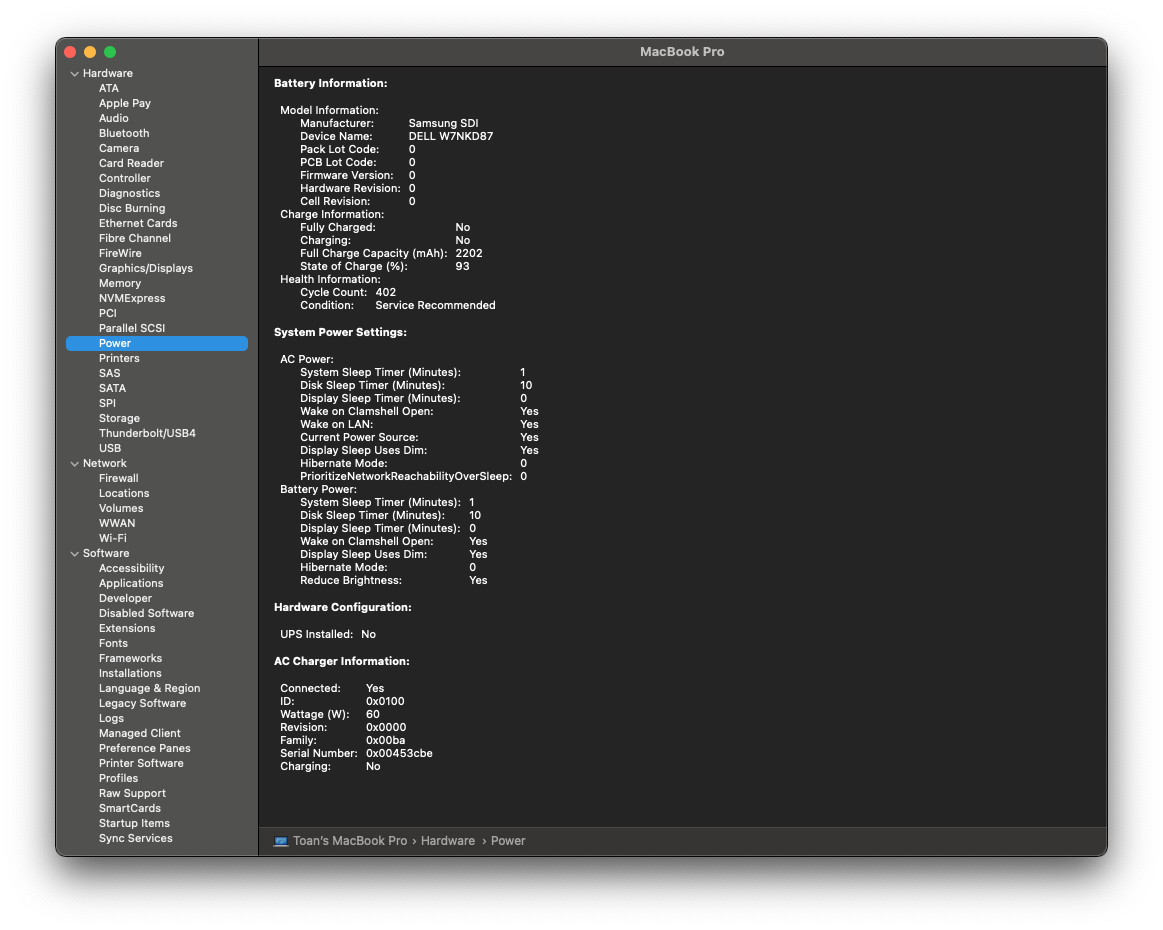 MacBook Pro
Hardware
ATA
Apple Pay
Audio
Bluetooth
Camera
Card Reader
Controller
Diagnostics
Disc Burning
Ethernet Cards
Fibre Channel
FireWire
Graphics/Displays
Memory
NVMExpress
PCI
Parallel SCSI
Power
Printers
SAS
SATA
SPI
Storage
Thunderbolt/USB4
USB
Network
Firewall
Locations
Volumes
WWAN
Wi-Fi
Software
Accessibility
Applications
Developer
Disabled Software
Extensions
Fonts
Frameworks
Installations
Language & Region
Legacy Software
Logs
Managed Client
Preference Panes
Printer Software
Profiles
Raw Support
SmartCards
Startup Items
Sync Services
Battery Information:
Model Information:
Manufacturer: Samsung SDI
Device Name: DELL W7NKD87
Pack Lot Code: 0
PCB Lot Code: 0
Firmware Version: 0
Hardware Revision: 0
Cell Revision: 0
Charge Information:
Fully Charged: No
Charging: No
Full Charge Capacity (mAh): 2202
State of Charge (%): 93
Health Information:
Cycle Count: 402
Condition: Service Recommended
System Power Settings:
AC Power:
System Sleep Timer (Minutes): 1
Disk Sleep Timer (Minutes): 10
Display Sleep Timer (Minutes): 0
Wake on Clamshell Open: Yes
Wake on LAN: Yes
Current Power Source: Yes
Display Sleep Uses Dim: Yes
Hibernate Mode: 0
PrioritizeNetworkReachabilityOverSleep: 0
Battery Power:
System Sleep Timer (Minutes): 1
Disk Sleep Timer (Minutes): 10
Display Sleep Timer (Minutes): 0
Wake on Clamshell Open: Yes
Display Sleep Uses Dim: Yes
Hibernate Mode: 0
Reduce Brightness: Yes
Hardware Configuration:
UPS Installed: No
AC Charger Information:
Connected: Yes
ID: 0x0100
Wattage (W): 60
Revision: 0x0000
Family: 0x00ba
Serial Number: 0x00453cbe
Charging: No
Toan's MacBook Pro › Hardware › Power